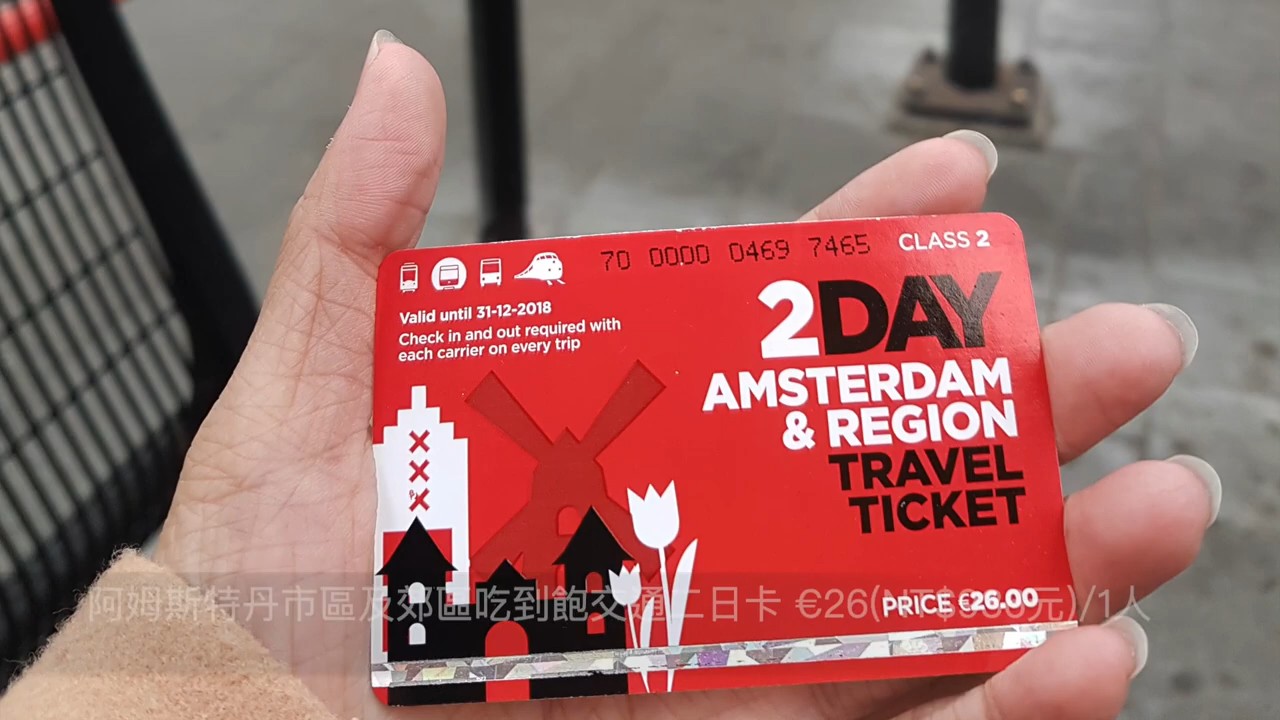 70 0000 0469 7465
CLASS 2
Valid until 31-12-2018
Check in and out required with
each carrier on every trip
2DAY
AMSTERDAM
& REGION
TRAVEL
TICKET
XXX
PRICE €26.00
阿姆斯特丹市區及郊區吃到飽交通二日卡 €26(NT$元)/1人